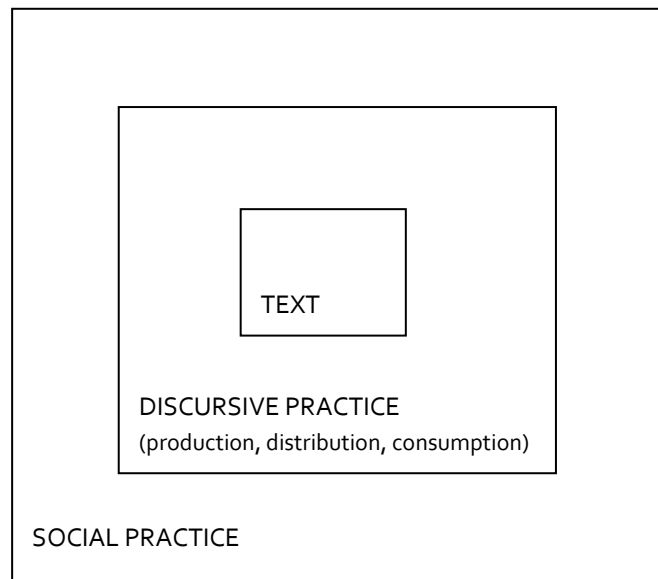 TEXT
DISCURSIVE PRACTICE
(production, distribution, consumption)
SOCIAL PRACTICE